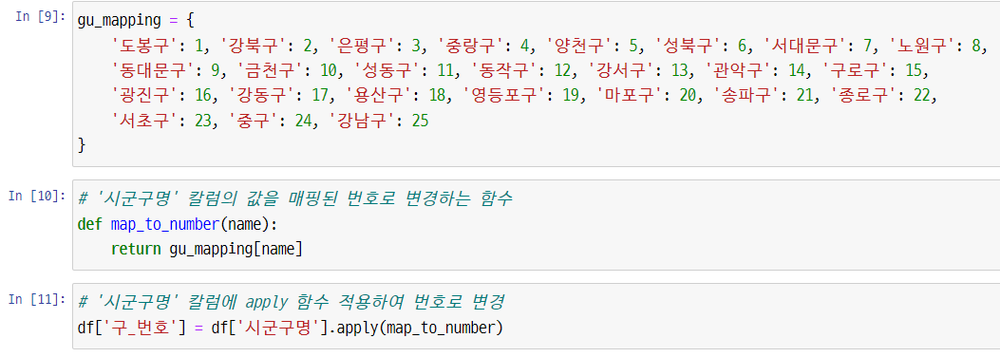 In [9]: gu_mapping = {
'도봉구': 1, '강북구': 2, '은평구': 3, '중랑구': 4, '양천구': 5, '성북구': 6, '서대문구': 7, '노원구': 8,
'동대문구': 9, '금천구': 10, '성동구': 11, '동작구': 12, '강서구': 13, '관악구': 14, '구로구': 15,
'광진구': 16, '강동구': 17, '용산구': 18, '영등포구': 19, '마포구': 20, '송파구': 21, '종로구': 22,
'서초구': 23, '중구': 24, '강남구': 25
}
In [10]: # '시군구명' 칼럼의 값을 매핑된 번호로 변경하는 함수
def map_to_number(name):
return gu_mapping[name]
In [11]: # '시군구명' 칼럼에 apply 함수 적용하여 번호로 변경
df['구_번호'] = df['시군구명'].apply(map_to_number)